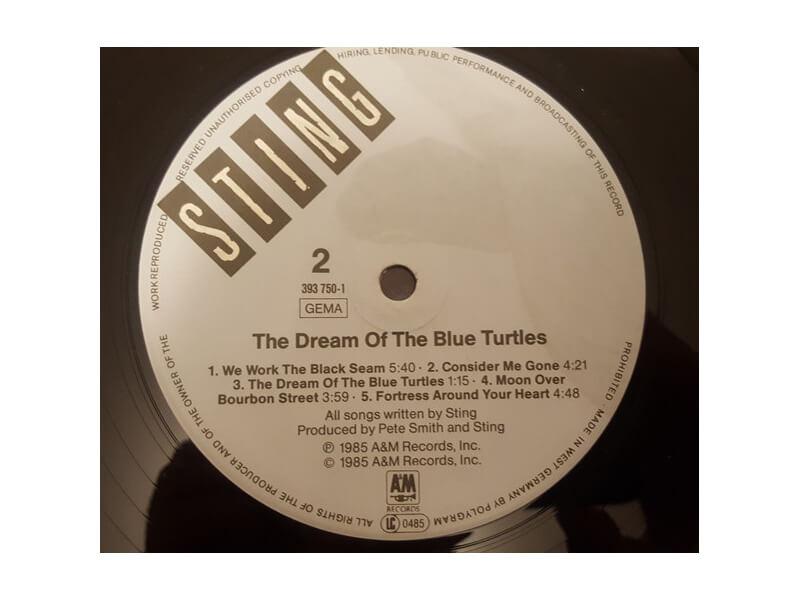 STING
2
393 750-1
GEMA
The Dream Of The Blue Turtles
1. We Work The Black Seam 5:40 · 2. Consider Me Gone 4:21
3. The Dream Of The Blue Turtles 1:15 · 4. Moon Over
Bourbon Street 3:59 · 5. Fortress Around Your Heart 4:48
All songs written by Sting
Produced by Pete Smith and Sting
℗ 1985 A&M Records, Inc.
© 1985 A&M Records, Inc.
A&M
RECORDS
LC 0485
ALL RIGHTS OF THE PRODUCER AND OF THE OWNER OF THE WORK REPRODUCED RESERVED UNAUTHORISED COPYING, HIRING, LENDING, PUBLIC PERFORMANCE AND BROADCASTING OF THIS RECORD PROHIBITED · MADE IN WEST GERMANY BY POLYGRAM